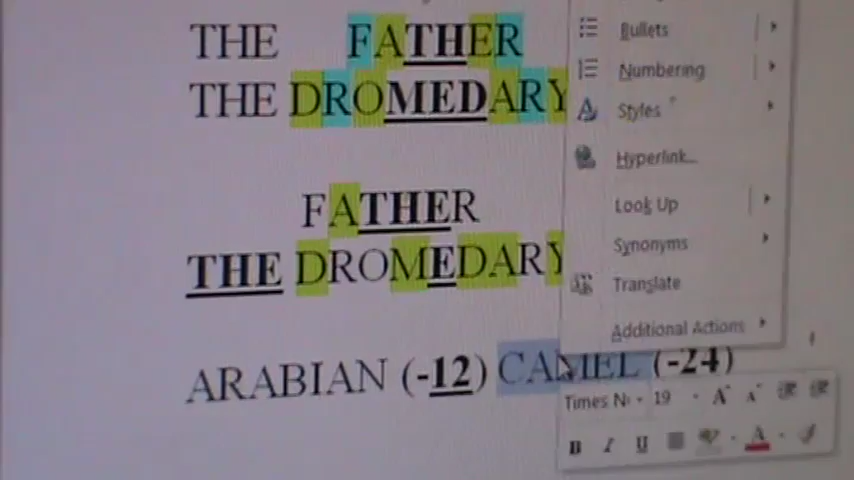 THE FATHER
THE DROMEDARY
FATHER
THE DROMEDARY
ARABIAN (-12) CAMEL (-24)
Bullets
Numbering
Styles
Hyperlink...
Look Up
Synonyms
Translate
Additional Actions
Times N 19 A A
B I U A